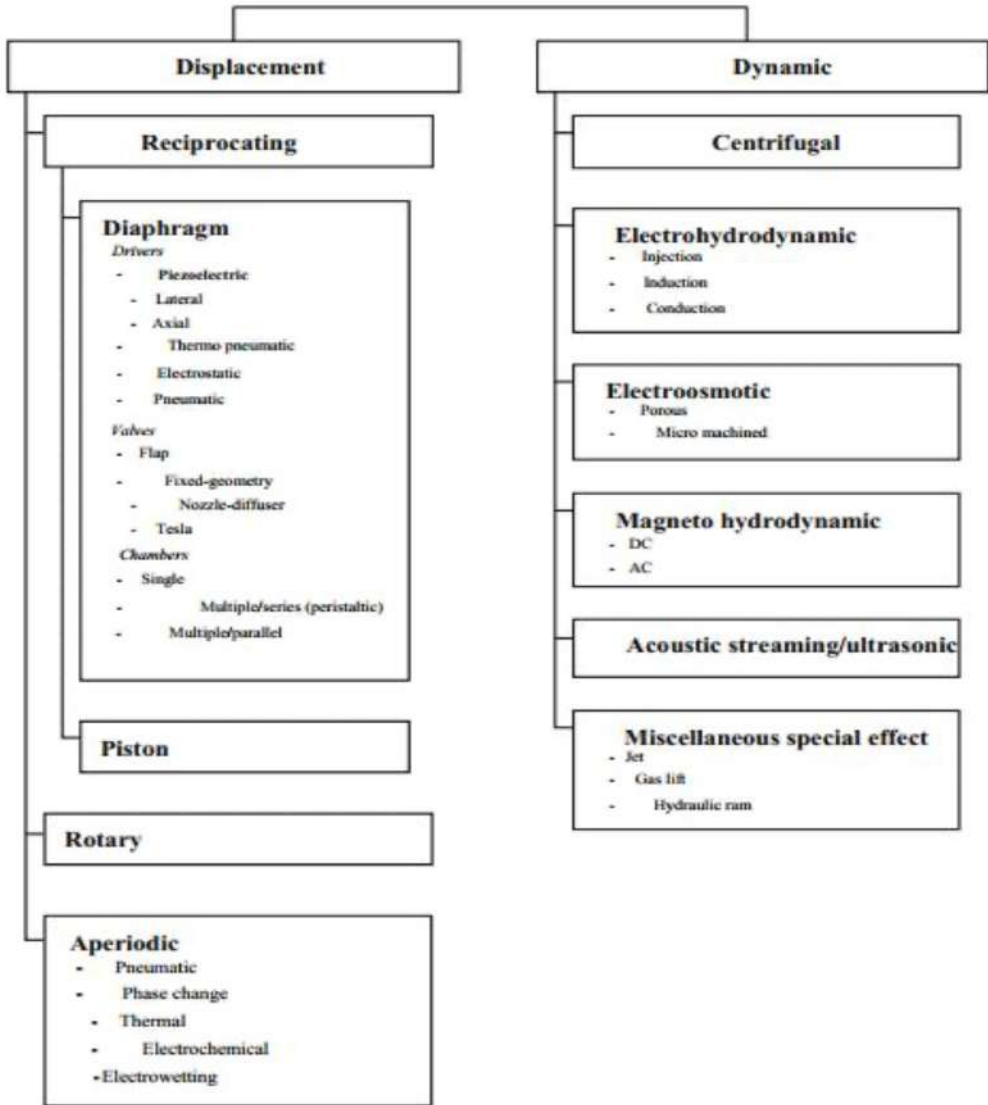 Displacement
Reciprocating
Diaphragm
Drivers
- Piezoelectric
- Lateral
- Axial
- Thermo pneumatic
- Electrostatic
- Pneumatic
Valves
- Flap
- Fixed-geometry
- Nozzle-diffuser
- Tesla
Chambers
- Single
- Multiple/series (peristaltic)
- Multiple/parallel
Piston
Rotary
Aperiodic
- Pneumatic
- Phase change
- Thermal
- Electrochemical
-Electrowetting
Dynamic
Centrifugal
Electrohydrodynamic
- Injection
- Induction
- Conduction
Electroosmotic
- Porous
- Micro machined
Magneto hydrodynamic
- DC
- AC
Acoustic streaming/ultrasonic
Miscellaneous special effect
- Jet
- Gas lift
- Hydraulic ram